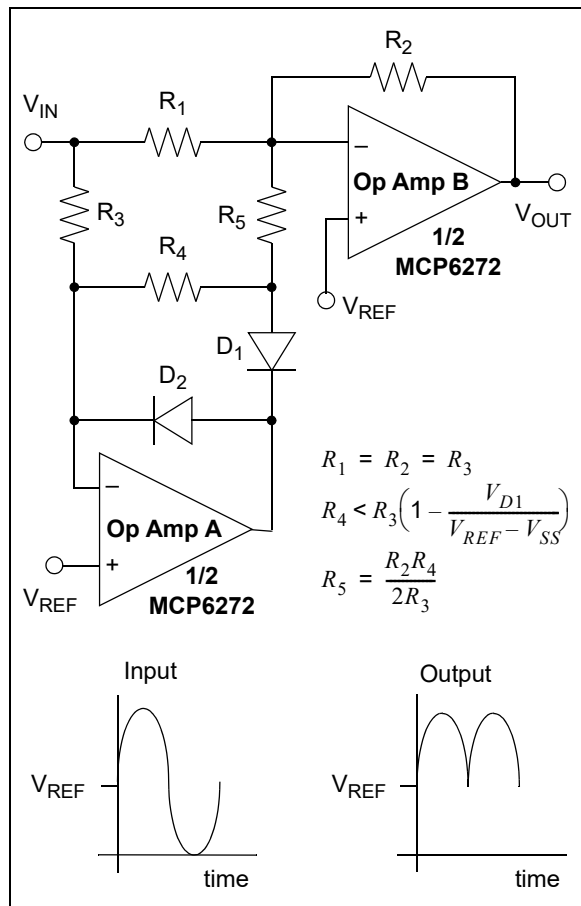 R2
VIN
R1
R3
R5
Op Amp B
–
+
VOUT
1/2
MCP6272
R4
VREF
D1
D2
R1 = R2 = R3
–
R4 < R3(1 – VD1/(VREF – VSS))
Op Amp A
R5 = R2R4/2R3
VREF
+
1/2
MCP6272
Input
Output
VREF
VREF
time
time